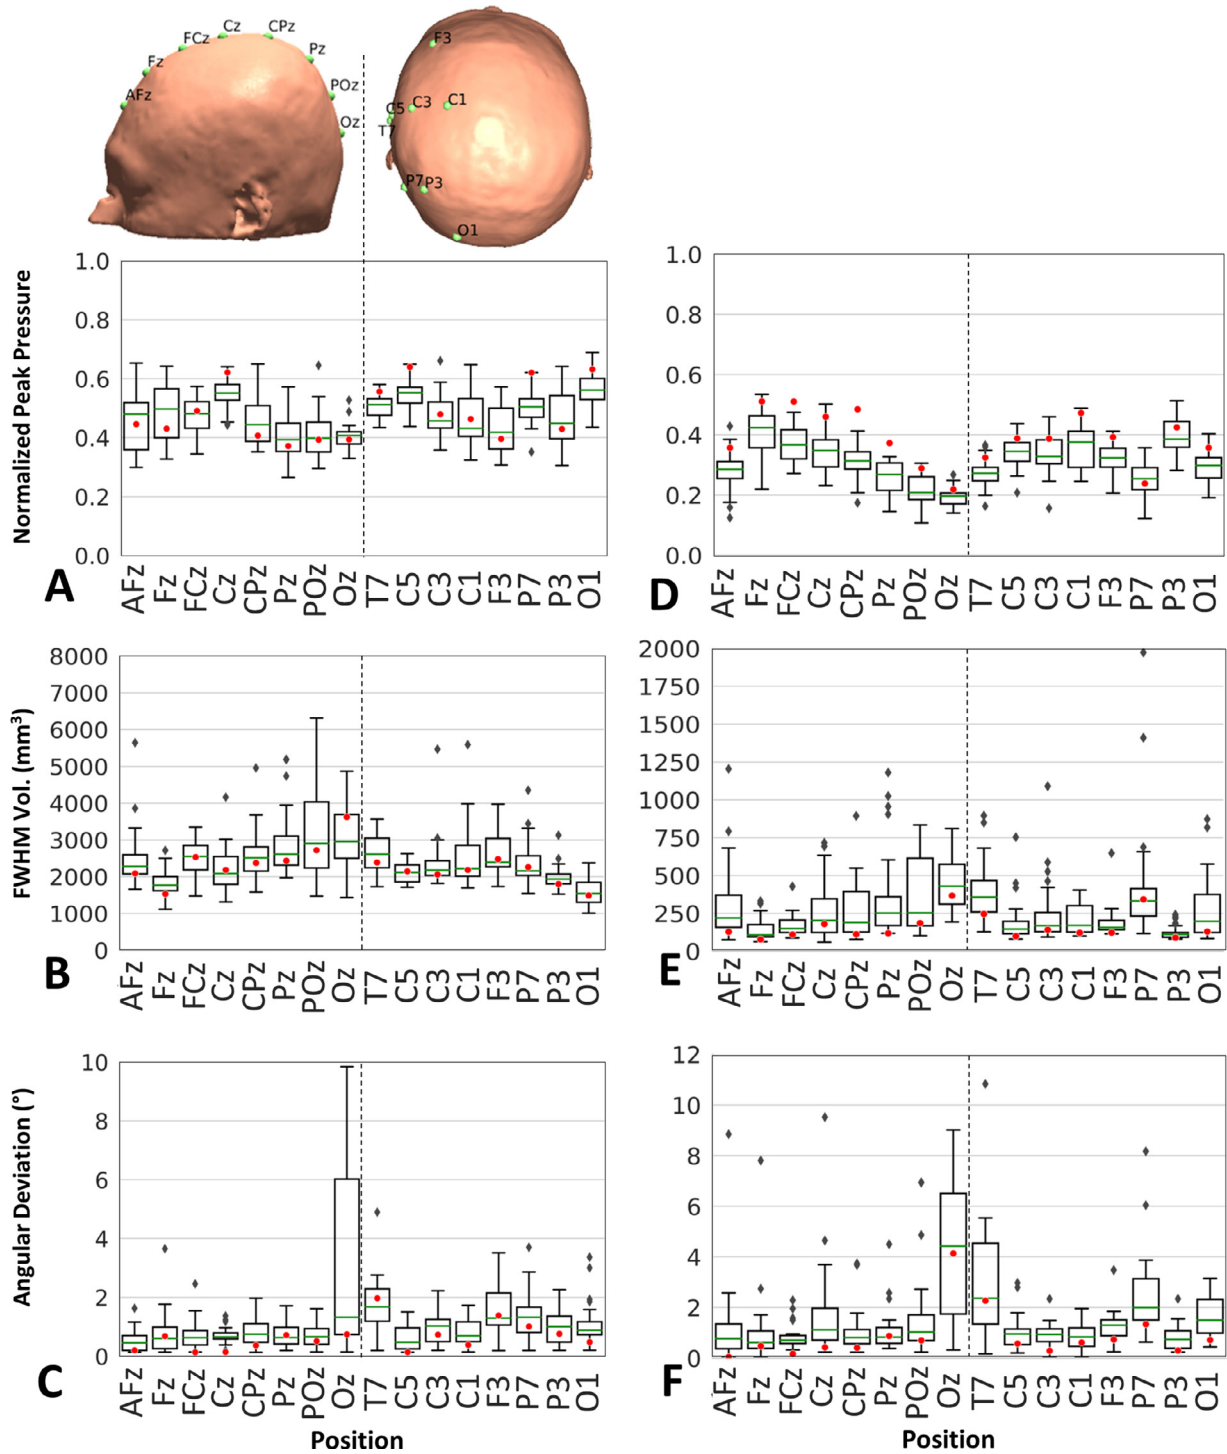 Cz CPz
FCz Pz
Fz
AFz POz
Oz
F3
C5 C3 C1
T7
P7 P3
O1
Normalized Peak Pressure
1.0
0.8
0.6
0.4
0.2
0.0
A
AFz Fz FCz Cz CPz Pz POz Oz T7 C5 C3 C1 F3 P7 P3 O1
1.0
0.8
0.6
0.4
0.2
0.0
D
AFz Fz FCz Cz CPz Pz POz Oz T7 C5 C3 C1 F3 P7 P3 O1
FWHM Vol. (mm³)
8000
7000
6000
5000
4000
3000
2000
1000
0
B
AFz Fz FCz Cz CPz Pz POz Oz T7 C5 C3 C1 F3 P7 P3 O1
2000
1750
1500
1250
1000
750
500
250
0
E
AFz Fz FCz Cz CPz Pz POz Oz T7 C5 C3 C1 F3 P7 P3 O1
Angular Deviation (°)
10
8
6
4
2
0
C
AFz Fz FCz Cz CPz Pz POz Oz T7 C5 C3 C1 F3 P7 P3 O1
Position
12
10
8
6
4
2
0
F
AFz Fz FCz Cz CPz Pz POz Oz T7 C5 C3 C1 F3 P7 P3 O1
Position